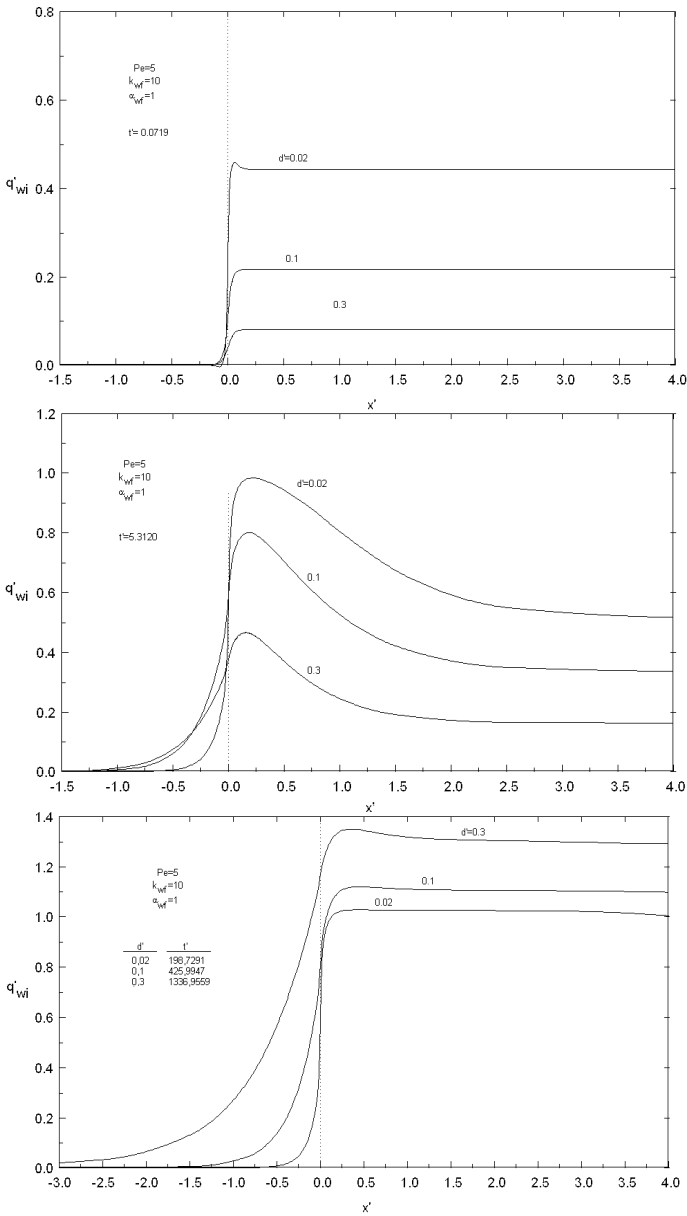 0.8
Pe=5
k_wf=10
α_wf=1
t'= 0.0719
0.6
d'=0.02
0.4
q'_wi
0.1
0.2
0.3
0.0
-1.5 -1.0 -0.5 0.0 0.5 1.0 1.5 2.0 2.5 3.0 3.5 4.0
x'
1.2
Pe=5
k_wf=10
α_wf=1
1.0
d'=0.02
t'=5.3120
0.8
0.1
q'_wi
0.6
0.4
0.3
0.2
0.0
-1.5 -1.0 -0.5 0.0 0.5 1.0 1.5 2.0 2.5 3.0 3.5 4.0
x'
1.4
d'=0.3
Pe=5
k_wf=10
α_wf=1
1.2
0.1
0.02
1.0
d' t'
0,02 198,7291
0,1 425,9947
0,3 1336,9559
0.8
q'_wi
0.6
0.4
0.2
0.0
-3.0 -2.5 -2.0 -1.5 -1.0 -0.5 0.0 0.5 1.0 1.5 2.0 2.5 3.0 3.5 4.0
x'